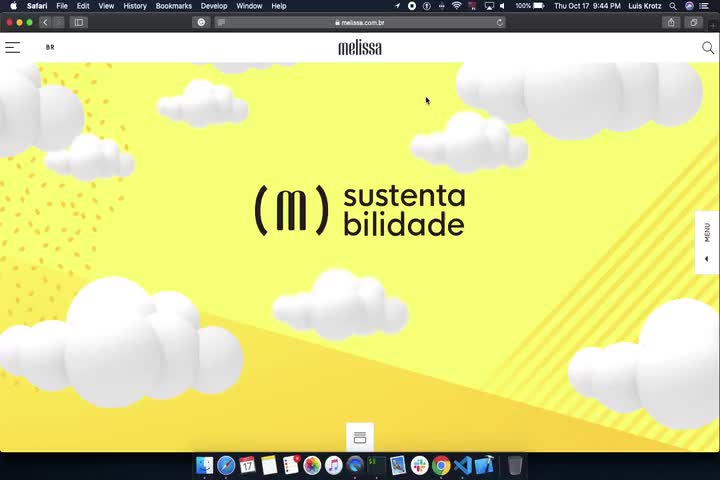 Safari File Edit View History Bookmarks Develop Window Help 100% Thu Oct 17 9:44 PM Luis Krotz
melissa.com.br
BR melissa
(m) sustenta
bilidade
MENU
17